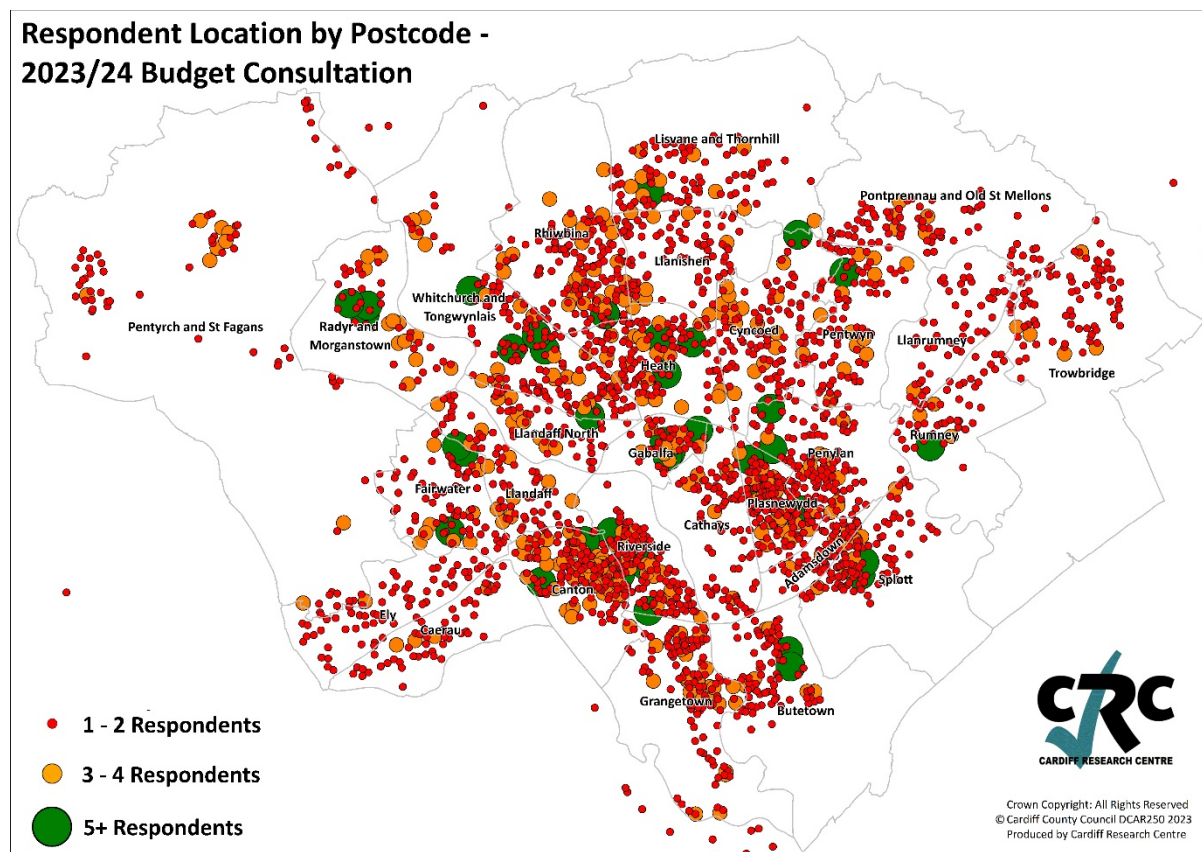 Respondent Location by Postcode -
2023/24 Budget Consultation
Lisvane and Thornhill
Pontprennau and Old St Mellons
Rhiwbina
Llanishen
Whitchurch and
Tongwynlais
Pentyrch and St Fagans
Radyr and
Morganstown
Cyncoed
Pentwyn
Llanrumney
Heath
Trowbridge
Llandaff North
Rumney
Gabalfa
Penylan
Fairwater
Llandaff
Plasnewydd
Cathays
Riverside
Adamsdown
Splott
Canton
Ely
Caerau
Grangetown
Butetown
1 - 2 Respondents
3 - 4 Respondents
5+ Respondents
CRC
CARDIFF RESEARCH CENTRE
Crown Copyright: All Rights Reserved
© Cardiff County Council DCAR250 2023
Produced by Cardiff Research Centre